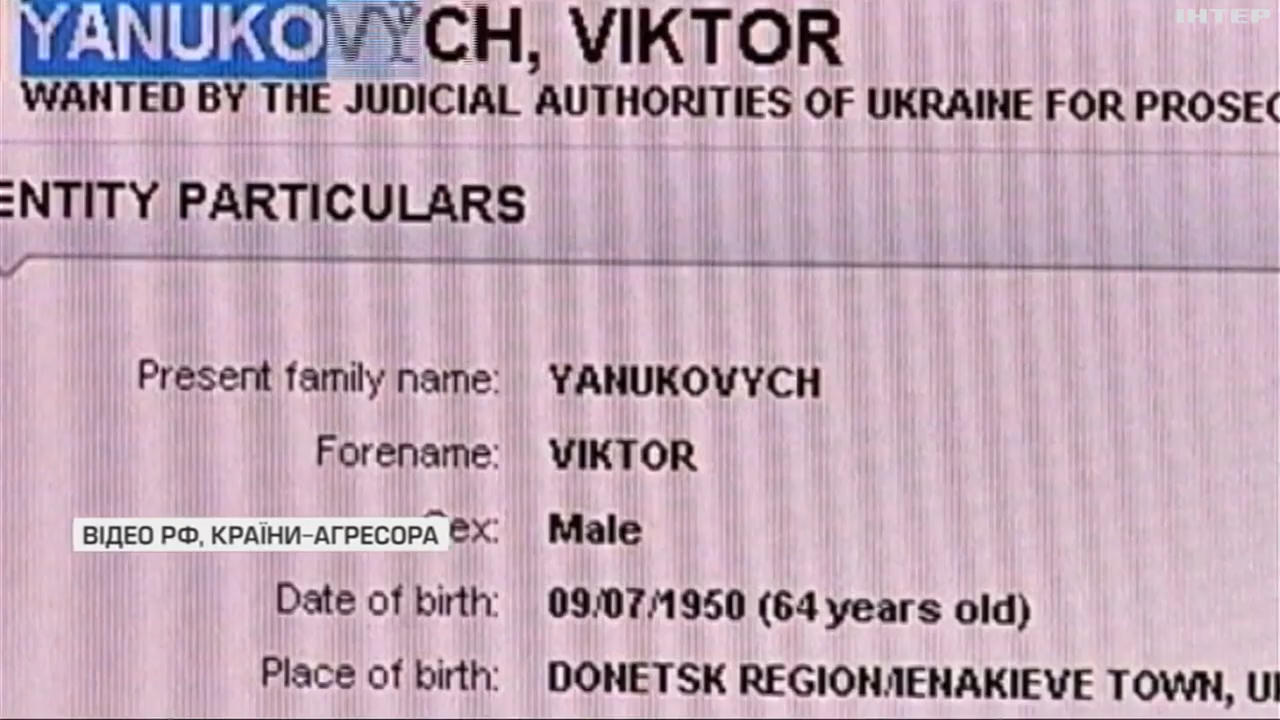 ІНТЕР
YANUKOVYCH, VIKTOR
WANTED BY THE JUDICIAL AUTHORITIES OF UKRAINE FOR PROSEC
ENTITY PARTICULARS
Present family name: YANUKOVYCH
Forename: VIKTOR
ex: Male
ВІДЕО РФ, КРАЇНИ-АГРЕСОРА
Date of birth: 09/07/1950 (64 years old)
Place of birth: DONETSK REGION/IENAKIEVE TOWN, U